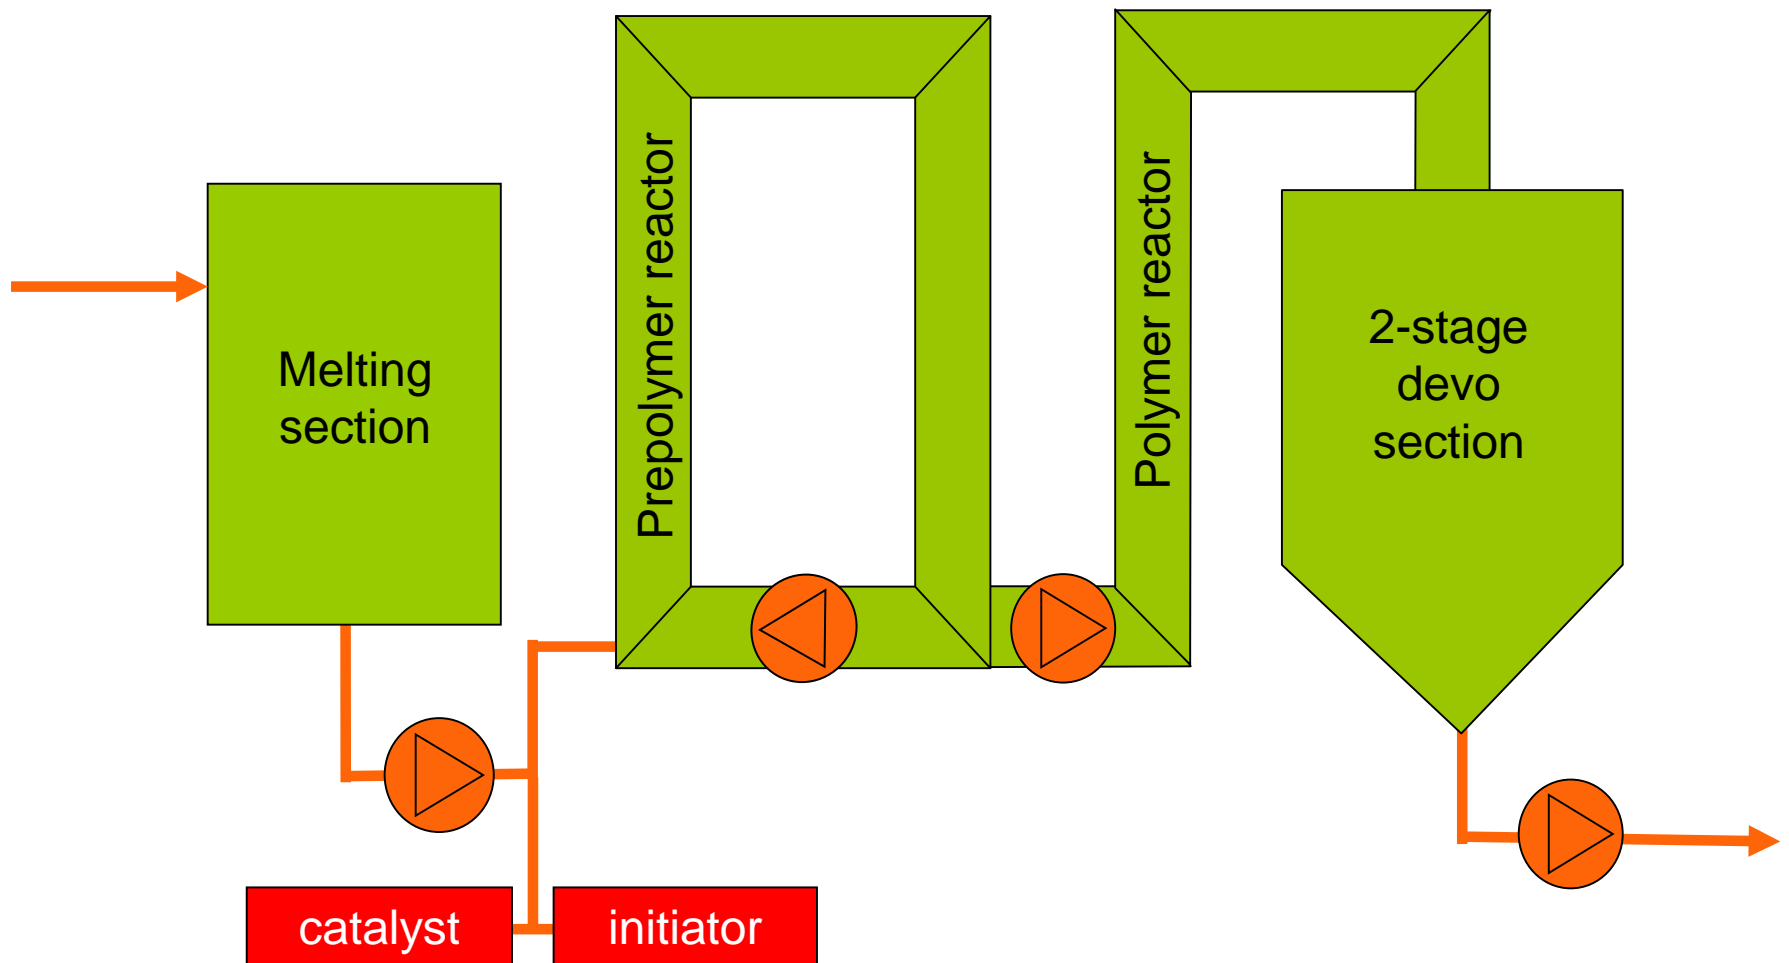 Melting
section
Prepolymer reactor
Polymer reactor
2-stage
devo
section
catalyst
initiator